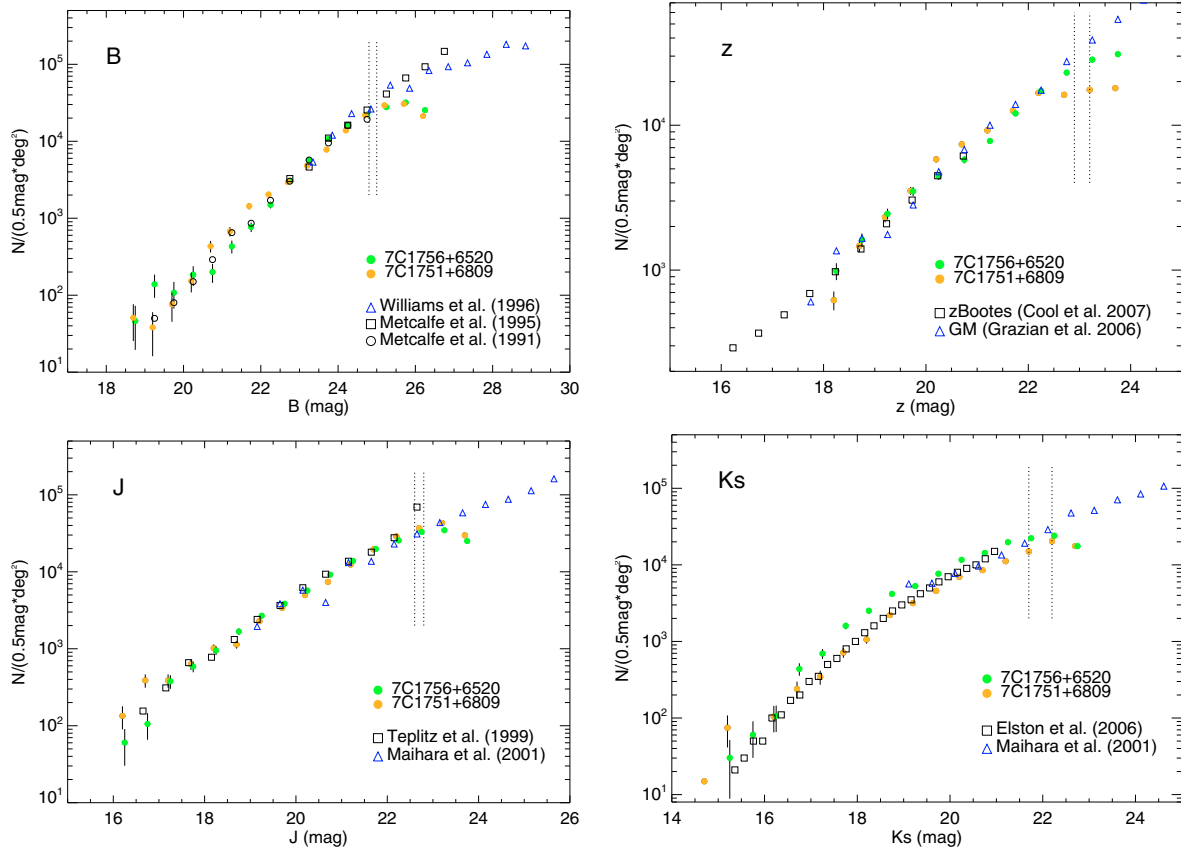 B
N/(0.5mag*deg²)
10⁵
10⁴
10³
10²
10¹
7C1756+6520
7C1751+6809
Williams et al. (1996)
Metcalfe et al. (1995)
Metcalfe et al. (1991)
18 20 22 24 26 28 30
B (mag)
z
N/(0.5mag*deg²)
10⁴
10³
7C1756+6520
7C1751+6809
zBootes (Cool et al. 2007)
GM (Grazian et al. 2006)
16 18 20 22 24
z (mag)
J
N/(0.5mag*deg²)
10⁵
10⁴
10³
10²
10¹
7C1756+6520
7C1751+6809
Teplitz et al. (1999)
Maihara et al. (2001)
16 18 20 22 24 26
J (mag)
Ks
N/(0.5mag*deg²)
10⁵
10⁴
10³
10²
10¹
7C1756+6520
7C1751+6809
Elston et al. (2006)
Maihara et al. (2001)
14 16 18 20 22 24
Ks (mag)